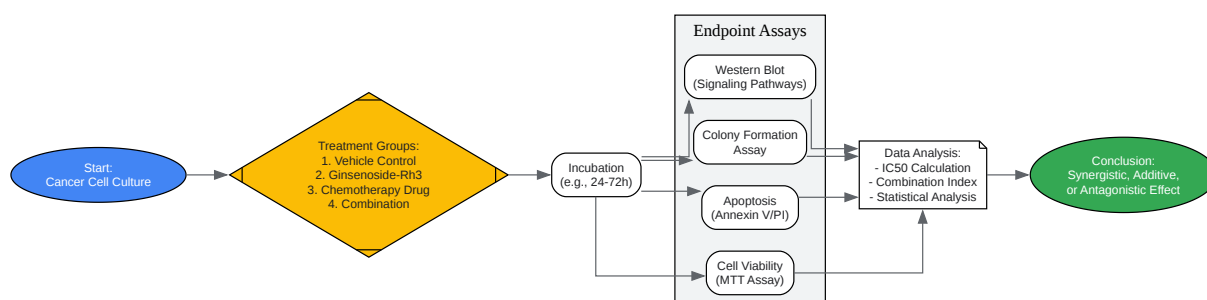 Start:
Cancer Cell Culture
Treatment Groups:
1. Vehicle Control
2. Ginsenoside-Rh3
3. Chemotherapy Drug
4. Combination
Incubation
(e.g., 24-72h)
Endpoint Assays
Western Blot
(Signaling Pathways)
Colony Formation
Assay
Apoptosis
(Annexin V/PI)
Cell Viability
(MTT Assay)
Data Analysis:
- IC50 Calculation
- Combination Index
- Statistical Analysis
Conclusion:
Synergistic, Additive,
or Antagonistic Effect